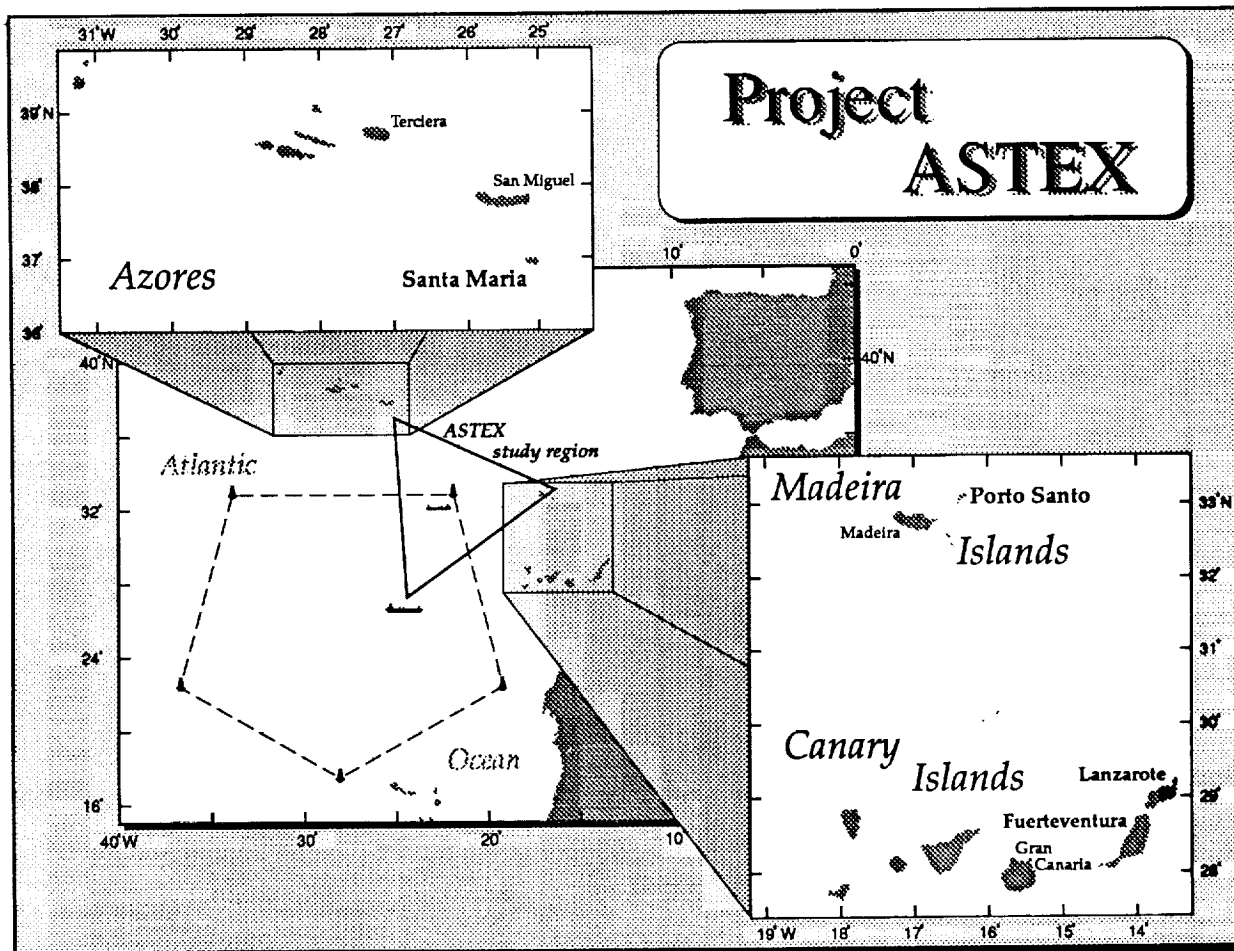 31°W 30° 29° 28° 27° 26° 25°
39°N
38°
37°
36°
Terciera
San Miguel
Azores
Santa Maria
Project
ASTEX
10° 0°
40°N
40°N
ASTEX
study region
Atlantic
32°
24°
16°
Ocean
40°W 30° 20° 10°
Madeira
Porto Santo
Madeira
Islands
33°N
32°
31°
30°
29°
28°
Canary
Islands
Lanzarote
Fuerteventura
Gran
Canaria
19°W 18° 17° 16° 15° 14°